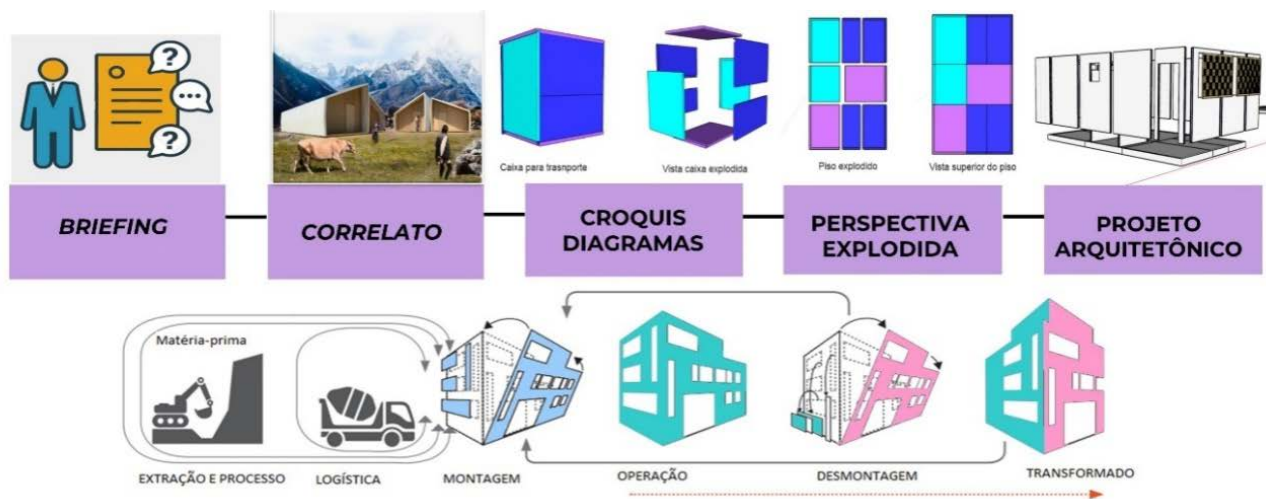 Caixa para trasnporte
Vista caixa explodida
Piso explodido
Vista superior do piso
BRIEFING
CORRELATO
CROQUIS
DIAGRAMAS
PERSPECTIVA
EXPLODIDA
PROJETO
ARQUITETÔNICO
Matéria-prima
EXTRAÇÃO E PROCESSO
LOGÍSTICA
MONTAGEM
OPERAÇÃO
DESMONTAGEM
TRANSFORMADO